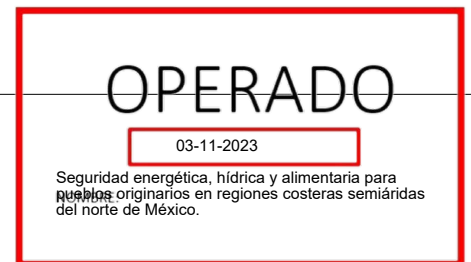 OPERADO
03-11-2023
Seguridad energética, hídrica y alimentaria para
NOMBRE:
pueblos originarios en regiones costeras semiáridas
del norte de México.